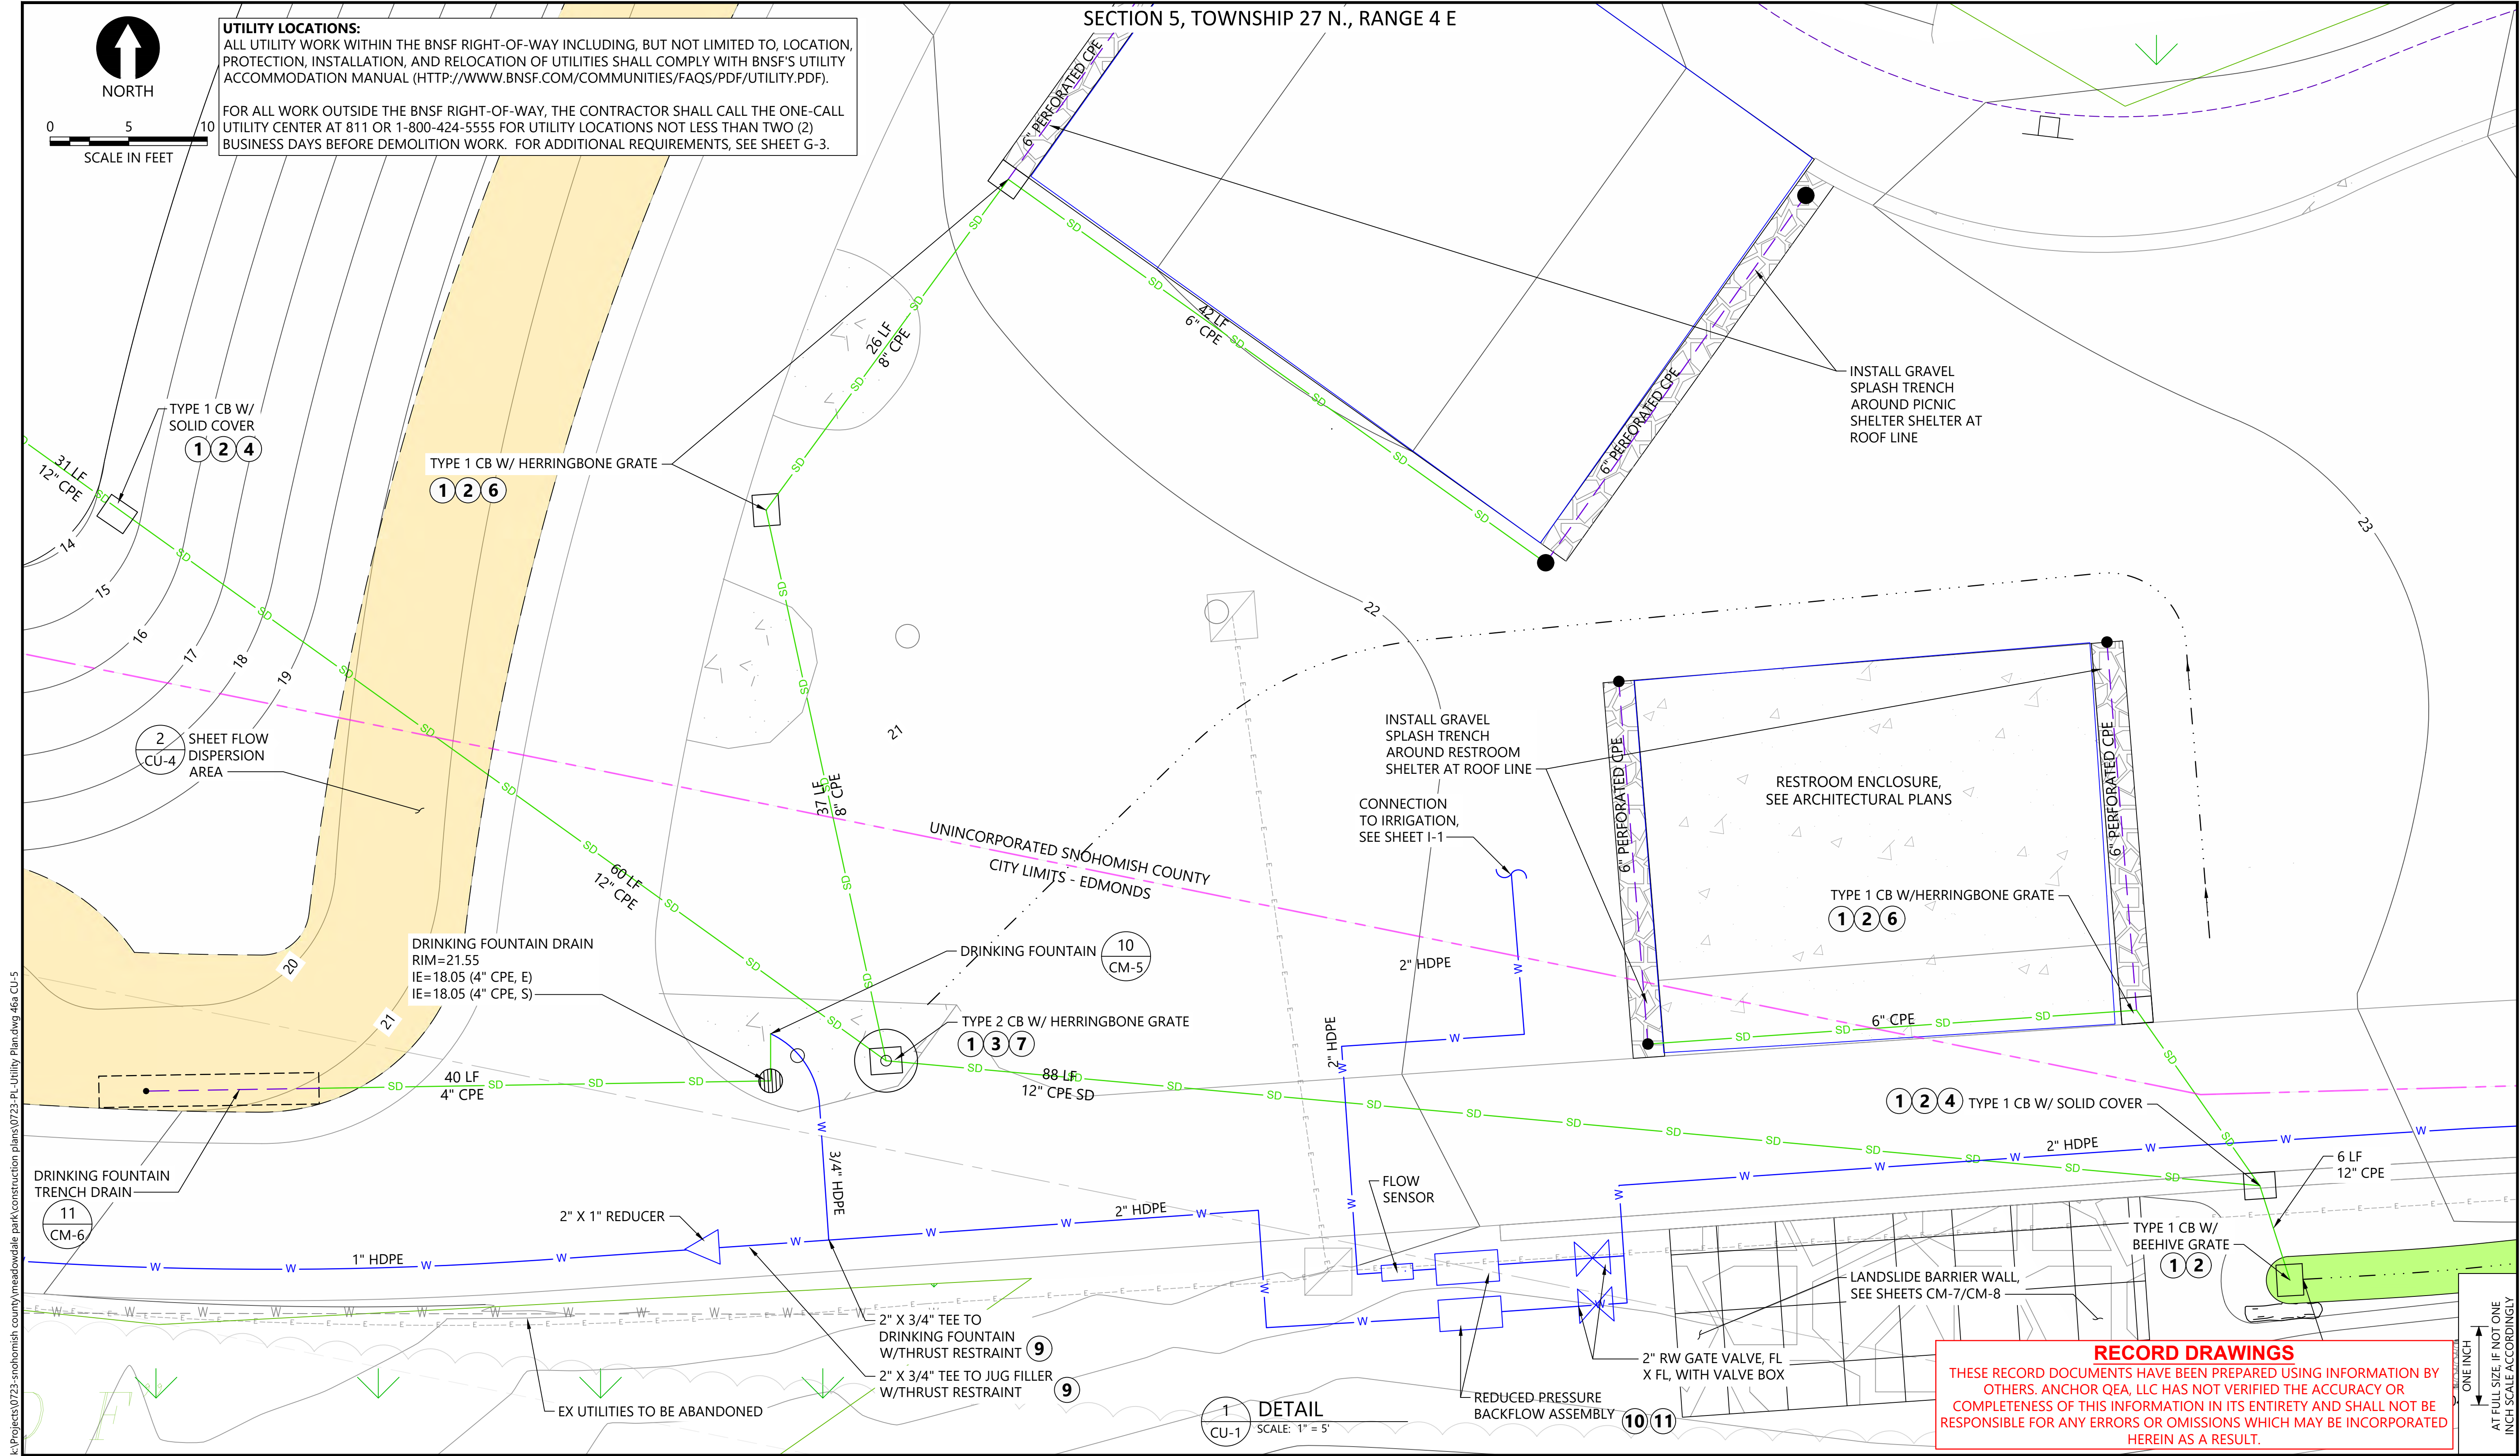 SECTION 5, TOWNSHIP 27 N., RANGE 4 E
NORTH
0 5 10
SCALE IN FEET
UTILITY LOCATIONS:
ALL UTILITY WORK WITHIN THE BNSF RIGHT-OF-WAY INCLUDING, BUT NOT LIMITED TO, LOCATION,
PROTECTION, INSTALLATION, AND RELOCATION OF UTILITIES SHALL COMPLY WITH BNSF'S UTILITY
ACCOMMODATION MANUAL (HTTP://WWW.BNSF.COM/COMMUNITIES/FAQS/PDF/UTILITY.PDF).
FOR ALL WORK OUTSIDE THE BNSF RIGHT-OF-WAY, THE CONTRACTOR SHALL CALL THE ONE-CALL
UTILITY CENTER AT 811 OR 1-800-424-5555 FOR UTILITY LOCATIONS NOT LESS THAN TWO (2)
BUSINESS DAYS BEFORE DEMOLITION WORK. FOR ADDITIONAL REQUIREMENTS, SEE SHEET G-3.
6" PERFORATED CPE
26 LF
8" CPE
42 LF
6" CPE
6" PERFORATED CPE
INSTALL GRAVEL
SPLASH TRENCH
AROUND PICNIC
SHELTER SHELTER AT
ROOF LINE
TYPE 1 CB W/
SOLID COVER
1 2 4
31 LF
12" CPE
TYPE 1 CB W/ HERRINGBONE GRATE
1 2 6
14
15
16
17
18
19
20
21
21
22
23
2
CU-4
SHEET FLOW
DISPERSION
AREA
37 LF
8" CPE
60 LF
12" CPE
UNINCORPORATED SNOHOMISH COUNTY
CITY LIMITS - EDMONDS
INSTALL GRAVEL
SPLASH TRENCH
AROUND RESTROOM
SHELTER AT ROOF LINE
CONNECTION
TO IRRIGATION,
SEE SHEET I-1
6" PERFORATED CPE
RESTROOM ENCLOSURE,
SEE ARCHITECTURAL PLANS
6" PERFORATED CPE
TYPE 1 CB W/HERRINGBONE GRATE
1 2 6
DRINKING FOUNTAIN DRAIN
RIM=21.55
IE=18.05 (4" CPE, E)
IE=18.05 (4" CPE, S)
DRINKING FOUNTAIN
10
CM-5
2" HDPE
TYPE 2 CB W/ HERRINGBONE GRATE
1 3 7
2" HDPE
6" CPE
40 LF
4" CPE
88 LF
12" CPE SD
1 2 4 TYPE 1 CB W/ SOLID COVER
2" HDPE
6 LF
12" CPE
DRINKING FOUNTAIN
TRENCH DRAIN
11
CM-6
3/4" HDPE
FLOW
SENSOR
2" X 1" REDUCER
2" HDPE
1" HDPE
TYPE 1 CB W/
BEEHIVE GRATE
1 2
LANDSLIDE BARRIER WALL,
SEE SHEETS CM-7/CM-8
2" X 3/4" TEE TO
DRINKING FOUNTAIN
W/THRUST RESTRAINT 9
2" X 3/4" TEE TO JUG FILLER
W/THRUST RESTRAINT 9
2" RW GATE VALVE, FL
X FL, WITH VALVE BOX
REDUCED PRESSURE
BACKFLOW ASSEMBLY 10 11
EX UTILITIES TO BE ABANDONED
1
CU-1
DETAIL
SCALE: 1" = 5'
RECORD DRAWINGS
THESE RECORD DOCUMENTS HAVE BEEN PREPARED USING INFORMATION BY
OTHERS. ANCHOR QEA, LLC HAS NOT VERIFIED THE ACCURACY OR
COMPLETENESS OF THIS INFORMATION IN ITS ENTIRETY AND SHALL NOT BE
RESPONSIBLE FOR ANY ERRORS OR OMISSIONS WHICH MAY BE INCORPORATED
HEREIN AS A RESULT.
ONE INCH
AT FULL SIZE, IF NOT ONE
INCH SCALE ACCORDINGLY
k:\Projects\0723-snohomish county\meadowdale park\construction plans\0723-PL-Utility Plan.dwg 46a CU-5